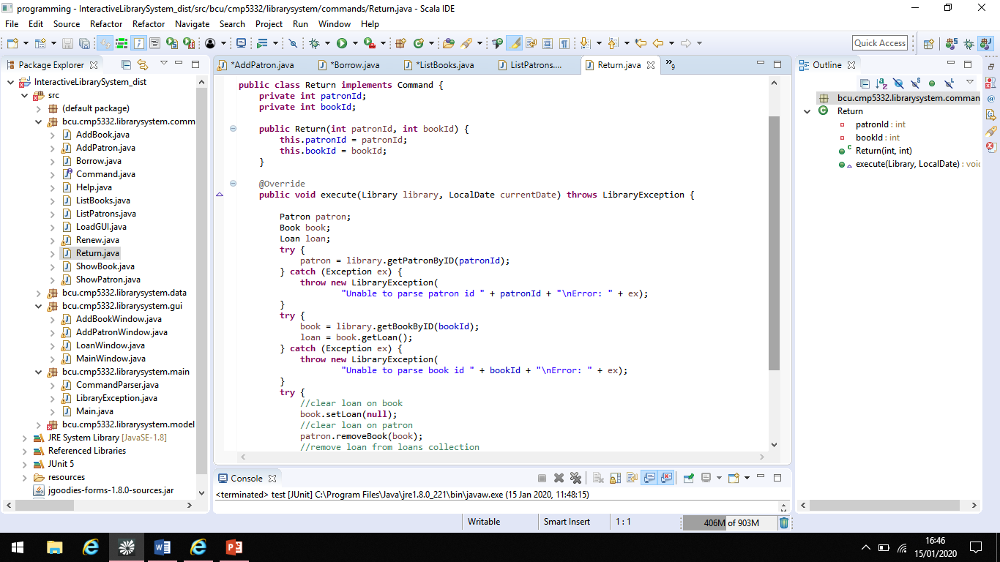 programming - InteractiveLibrarySystem_dist/src/bcu/cmp5332/librarysystem/commands/Return.java - Scala IDE
File Edit Source Refactor Refactor Navigate Search Project Run Window Help
Quick Access
Package Explorer
InteractiveLibrarySystem_dist
src
(default package)
bcu.cmp5332.librarysystem.comm
AddBook.java
AddPatron.java
Borrow.java
Command.java
Help.java
ListBooks.java
ListPatrons.java
LoadGUI.java
Renew.java
Return.java
ShowBook.java
ShowPatron.java
bcu.cmp5332.librarysystem.data
bcu.cmp5332.librarysystem.gui
AddBookWindow.java
AddPatronWindow.java
LoanWindow.java
MainWindow.java
bcu.cmp5332.librarysystem.main
CommandParser.java
LibraryException.java
Main.java
bcu.cmp5332.librarysystem.model
JRE System Library [JavaSE-1.8]
Referenced Libraries
JUnit 5
resources
jgoodies-forms-1.8.0-sources.jar
*AddPatron.java *Borrow.java *ListBooks.java ListPatrons.... Return.java »9
public class Return implements Command {
private int patronId;
private int bookId;
public Return(int patronId, int bookId) {
this.patronId = patronId;
this.bookId = bookId;
}
@Override
public void execute(Library library, LocalDate currentDate) throws LibraryException {
Patron patron;
Book book;
Loan loan;
try {
patron = library.getPatronByID(patronId);
} catch (Exception ex) {
throw new LibraryException(
"Unable to parse patron id " + patronId + "\nError: " + ex);
}
try {
book = library.getBookByID(bookId);
loan = book.getLoan();
} catch (Exception ex) {
throw new LibraryException(
"Unable to parse book id " + bookId + "\nError: " + ex);
}
try {
//clear loan on book
book.setLoan(null);
//clear loan on patron
patron.removeBook(book);
//remove loan from loans collection
Outline
bcu.cmp5332.librarysystem.comman
Return
patronId : int
bookId : int
Return(int, int)
execute(Library, LocalDate) : void
Console
<terminated> test [JUnit] C:\Program Files\Java\jre1.8.0_221\bin\javaw.exe (15 Jan 2020, 11:48:15)
Writable Smart Insert 1 : 1 406M of 903M
16:46
15/01/2020